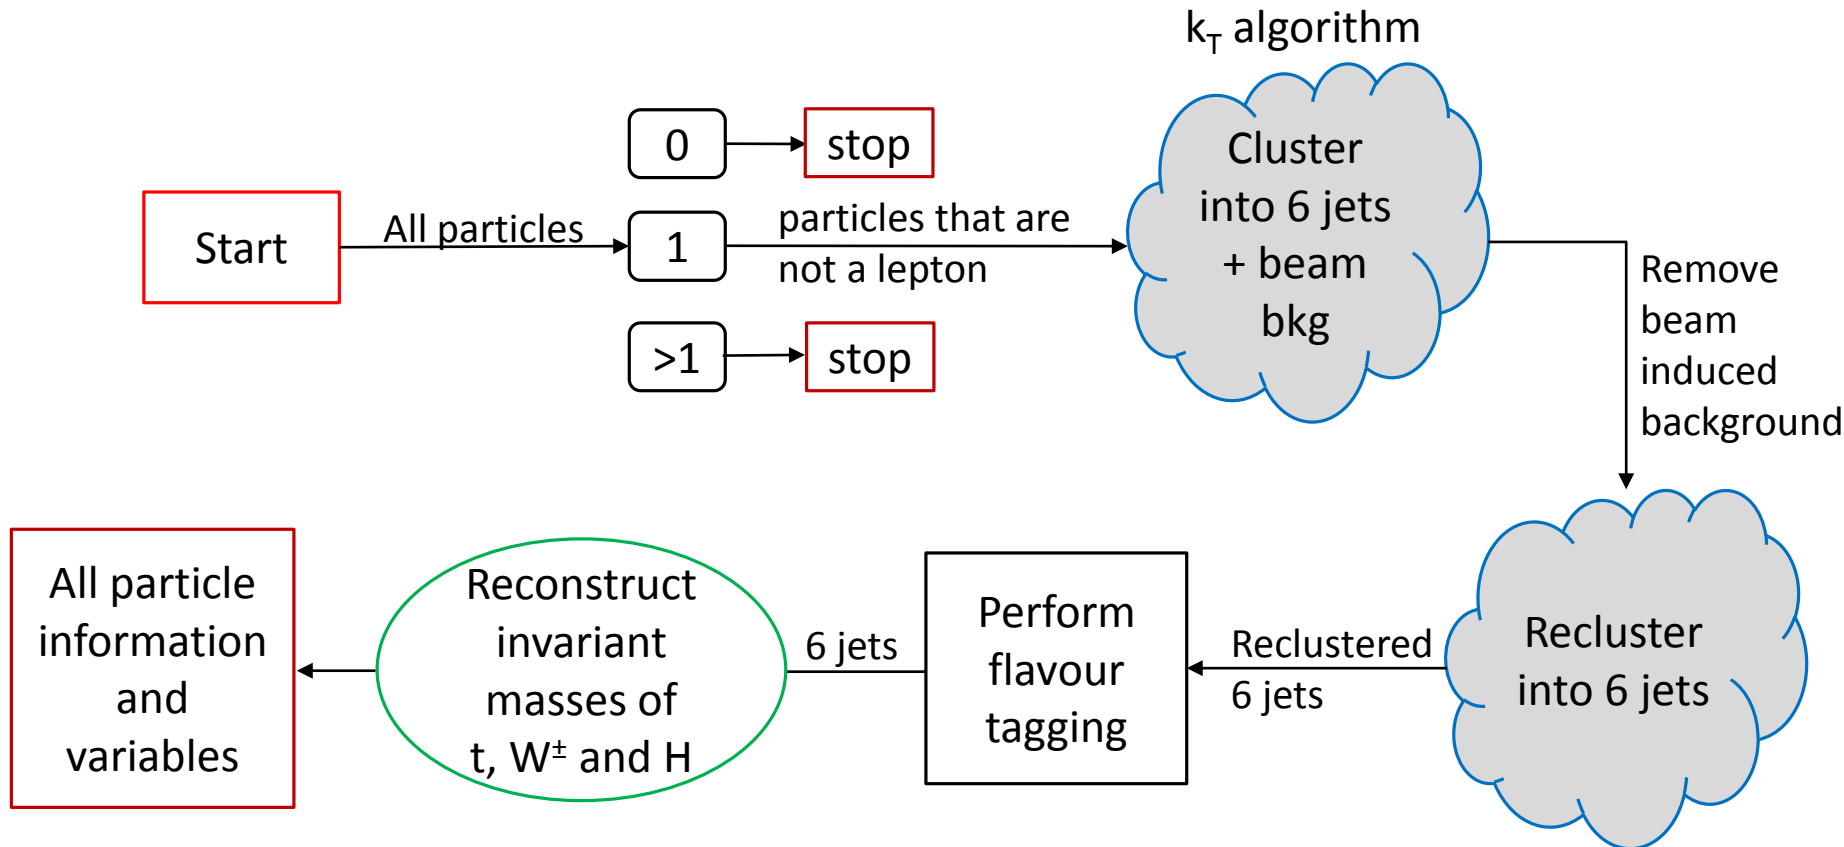 k_T algorithm
0
stop
Start
All particles
1
particles that are
not a lepton
>1
stop
Cluster
into 6 jets
+ beam
bkg
Remove
beam
induced
background
Recluster
into 6 jets
Reclustered
6 jets
Perform
flavour
tagging
6 jets
Reconstruct
invariant
masses of
t, W± and H
All particle
information
and
variables